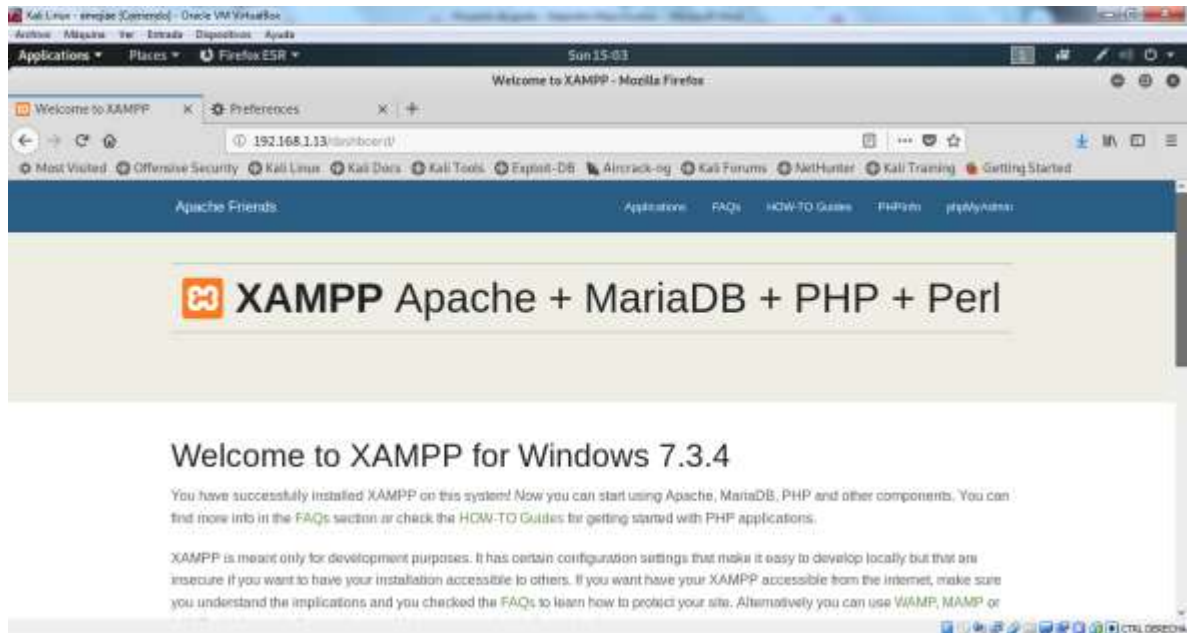 Kali Linux - [Corriendo] - Oracle VM VirtualBox
Archivo Máquina Ver Entrada Dispositivos Ayuda
Applications Places Firefox ESR Sun 15:03
Welcome to XAMPP - Mozilla Firefox
Welcome to XAMPP Preferences
192.168.1.13/dashboard/
Most Visited Offensive Security Kali Linux Kali Docs Kali Tools Exploit-DB Aircrack-ng Kali Forums NetHunter Kali Training Getting Started
Apache Friends Applications FAQs HOW-TO Guides PHPInfo phpMyAdmin
XAMPP Apache + MariaDB + PHP + Perl
Welcome to XAMPP for Windows 7.3.4
You have successfully installed XAMPP on this system! Now you can start using Apache, MariaDB, PHP and other components. You can
find more info in the FAQs section or check the HOW-TO Guides for getting started with PHP applications.
XAMPP is meant only for development purposes. It has certain configuration settings that make it easy to develop locally but that are
insecure if you want to have your installation accessible to others. If you want have your XAMPP accessible from the internet, make sure
you understand the implications and you checked the FAQs to learn how to protect your site. Alternatively you can use WAMP, MAMP or
CTRL DERECHA